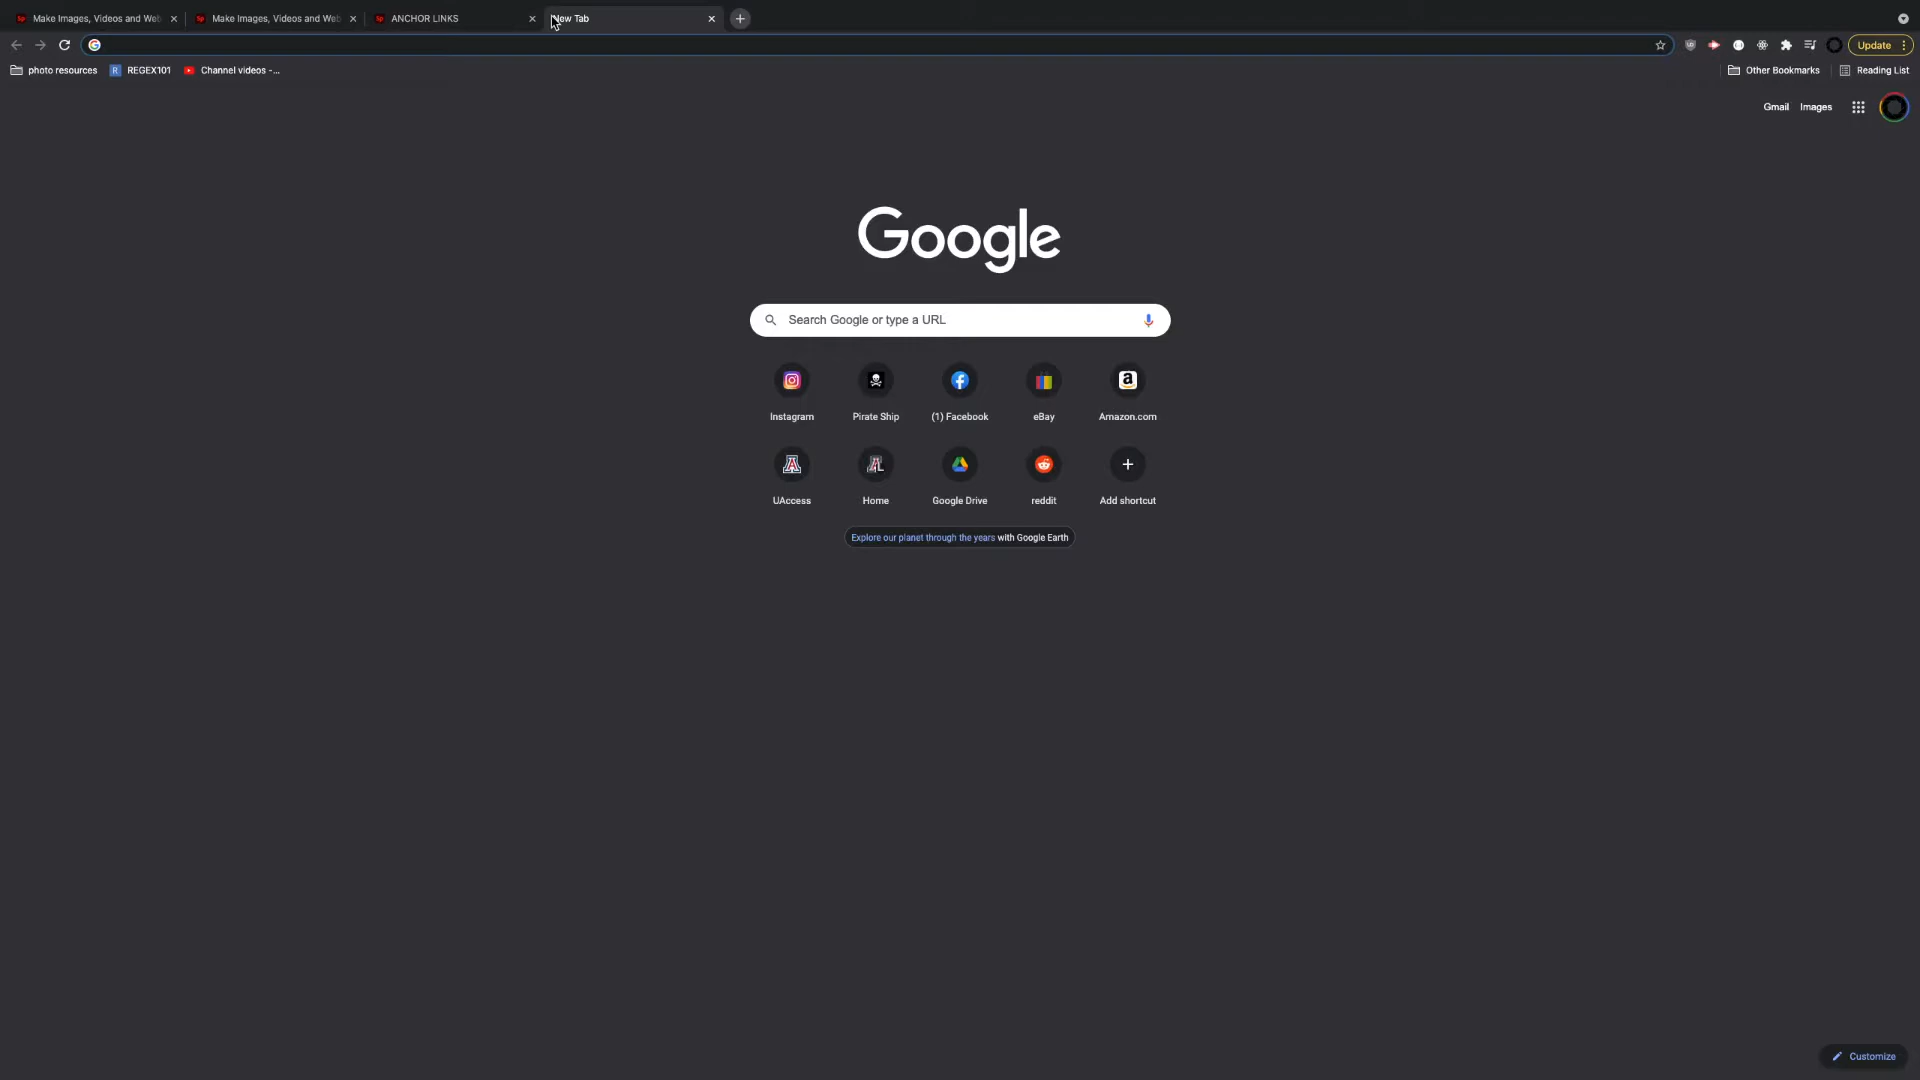 Make Images, Videos and Web
Make Images, Videos and Web
ANCHOR LINKS
New Tab
Update
photo resources
REGEX101
Channel videos -...
Other Bookmarks
Reading List
Gmail
Images
Google
Search Google or type a URL
Instagram
Pirate Ship
(1) Facebook
eBay
Amazon.com
UAccess
Home
Google Drive
reddit
Add shortcut
Explore our planet through the years with Google Earth
Customize